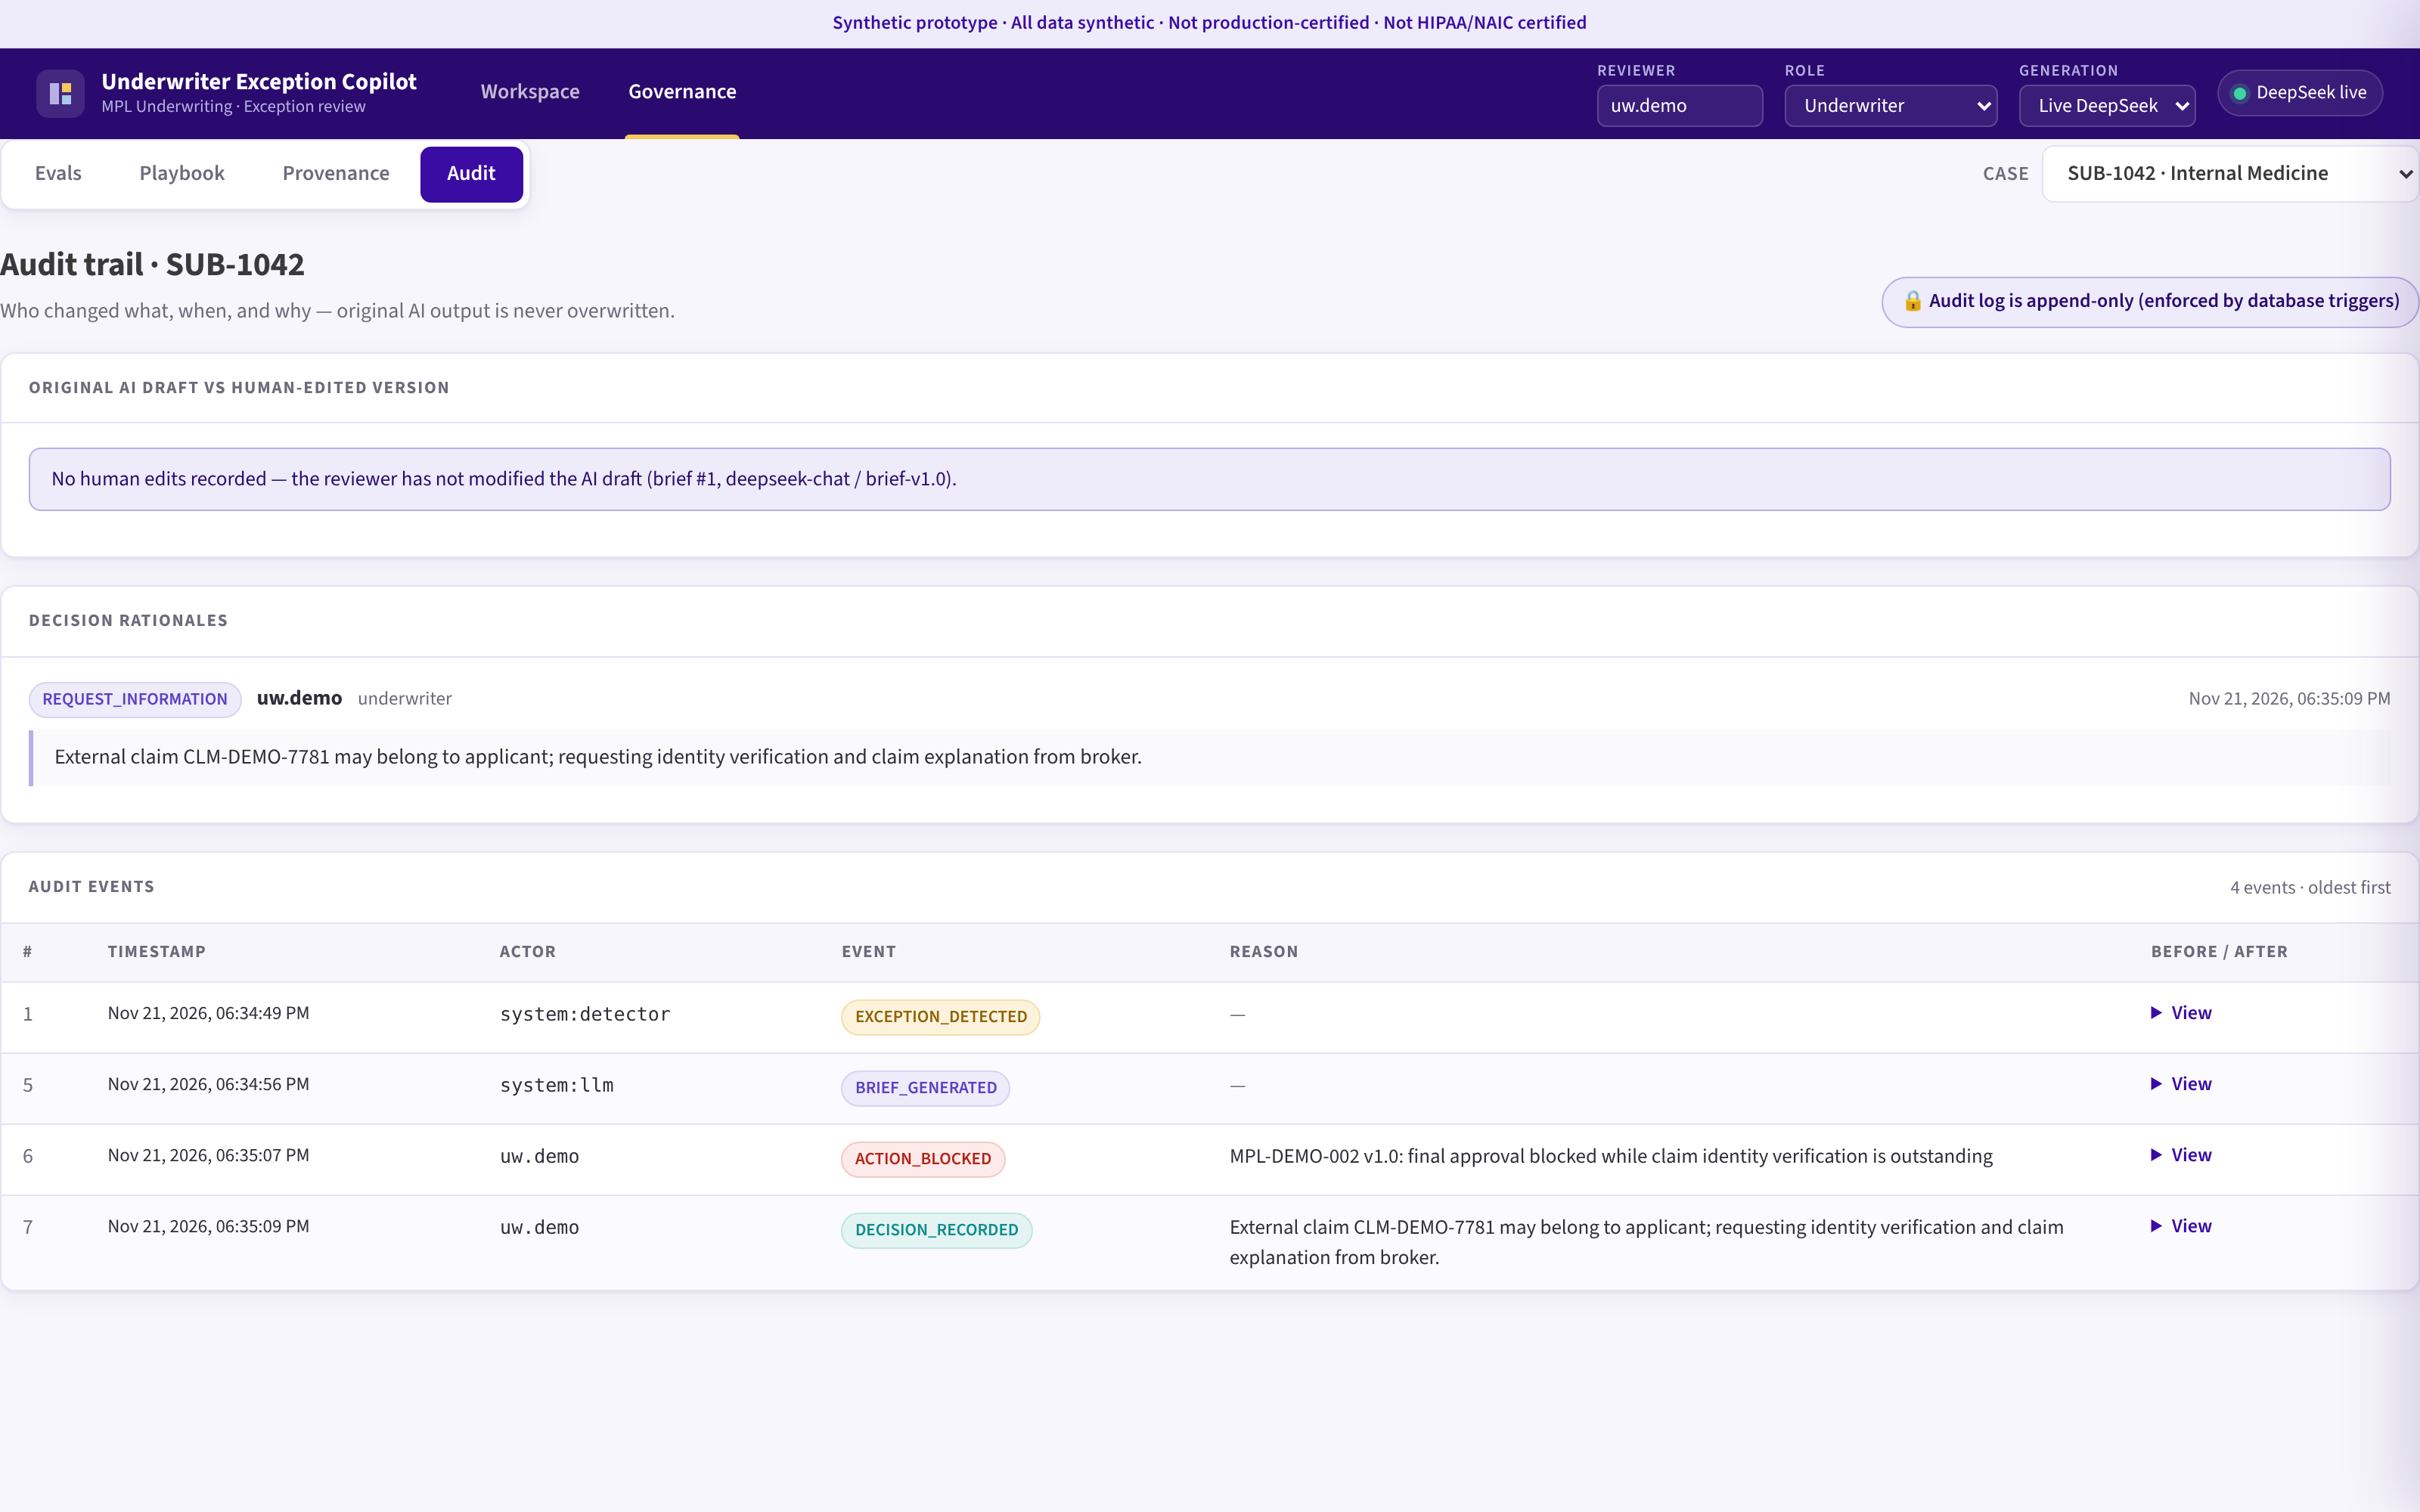 Synthetic prototype · All data synthetic · Not production-certified · Not HIPAA/NAIC certified
Underwriter Exception Copilot
MPL Underwriting · Exception review
Workspace
Governance
REVIEWER
uw.demo
ROLE
Underwriter
GENERATION
Live DeepSeek
DeepSeek live
Evals
Playbook
Provenance
Audit
CASE
SUB-1042 · Internal Medicine
Audit trail · SUB-1042
Who changed what, when, and why — original AI output is never overwritten.
🔒 Audit log is append-only (enforced by database triggers)
ORIGINAL AI DRAFT VS HUMAN-EDITED VERSION
No human edits recorded — the reviewer has not modified the AI draft (brief #1, deepseek-chat / brief-v1.0).
DECISION RATIONALES
REQUEST_INFORMATION uw.demo underwriter Nov 21, 2026, 06:35:09 PM
External claim CLM-DEMO-7781 may belong to applicant; requesting identity verification and claim explanation from broker.
AUDIT EVENTS 4 events · oldest first
# TIMESTAMP ACTOR EVENT REASON BEFORE / AFTER
1 Nov 21, 2026, 06:34:49 PM system:detector EXCEPTION_DETECTED — ▶ View
5 Nov 21, 2026, 06:34:56 PM system:llm BRIEF_GENERATED — ▶ View
6 Nov 21, 2026, 06:35:07 PM uw.demo ACTION_BLOCKED MPL-DEMO-002 v1.0: final approval blocked while claim identity verification is outstanding ▶ View
7 Nov 21, 2026, 06:35:09 PM uw.demo DECISION_RECORDED External claim CLM-DEMO-7781 may belong to applicant; requesting identity verification and claim ▶ View
explanation from broker.